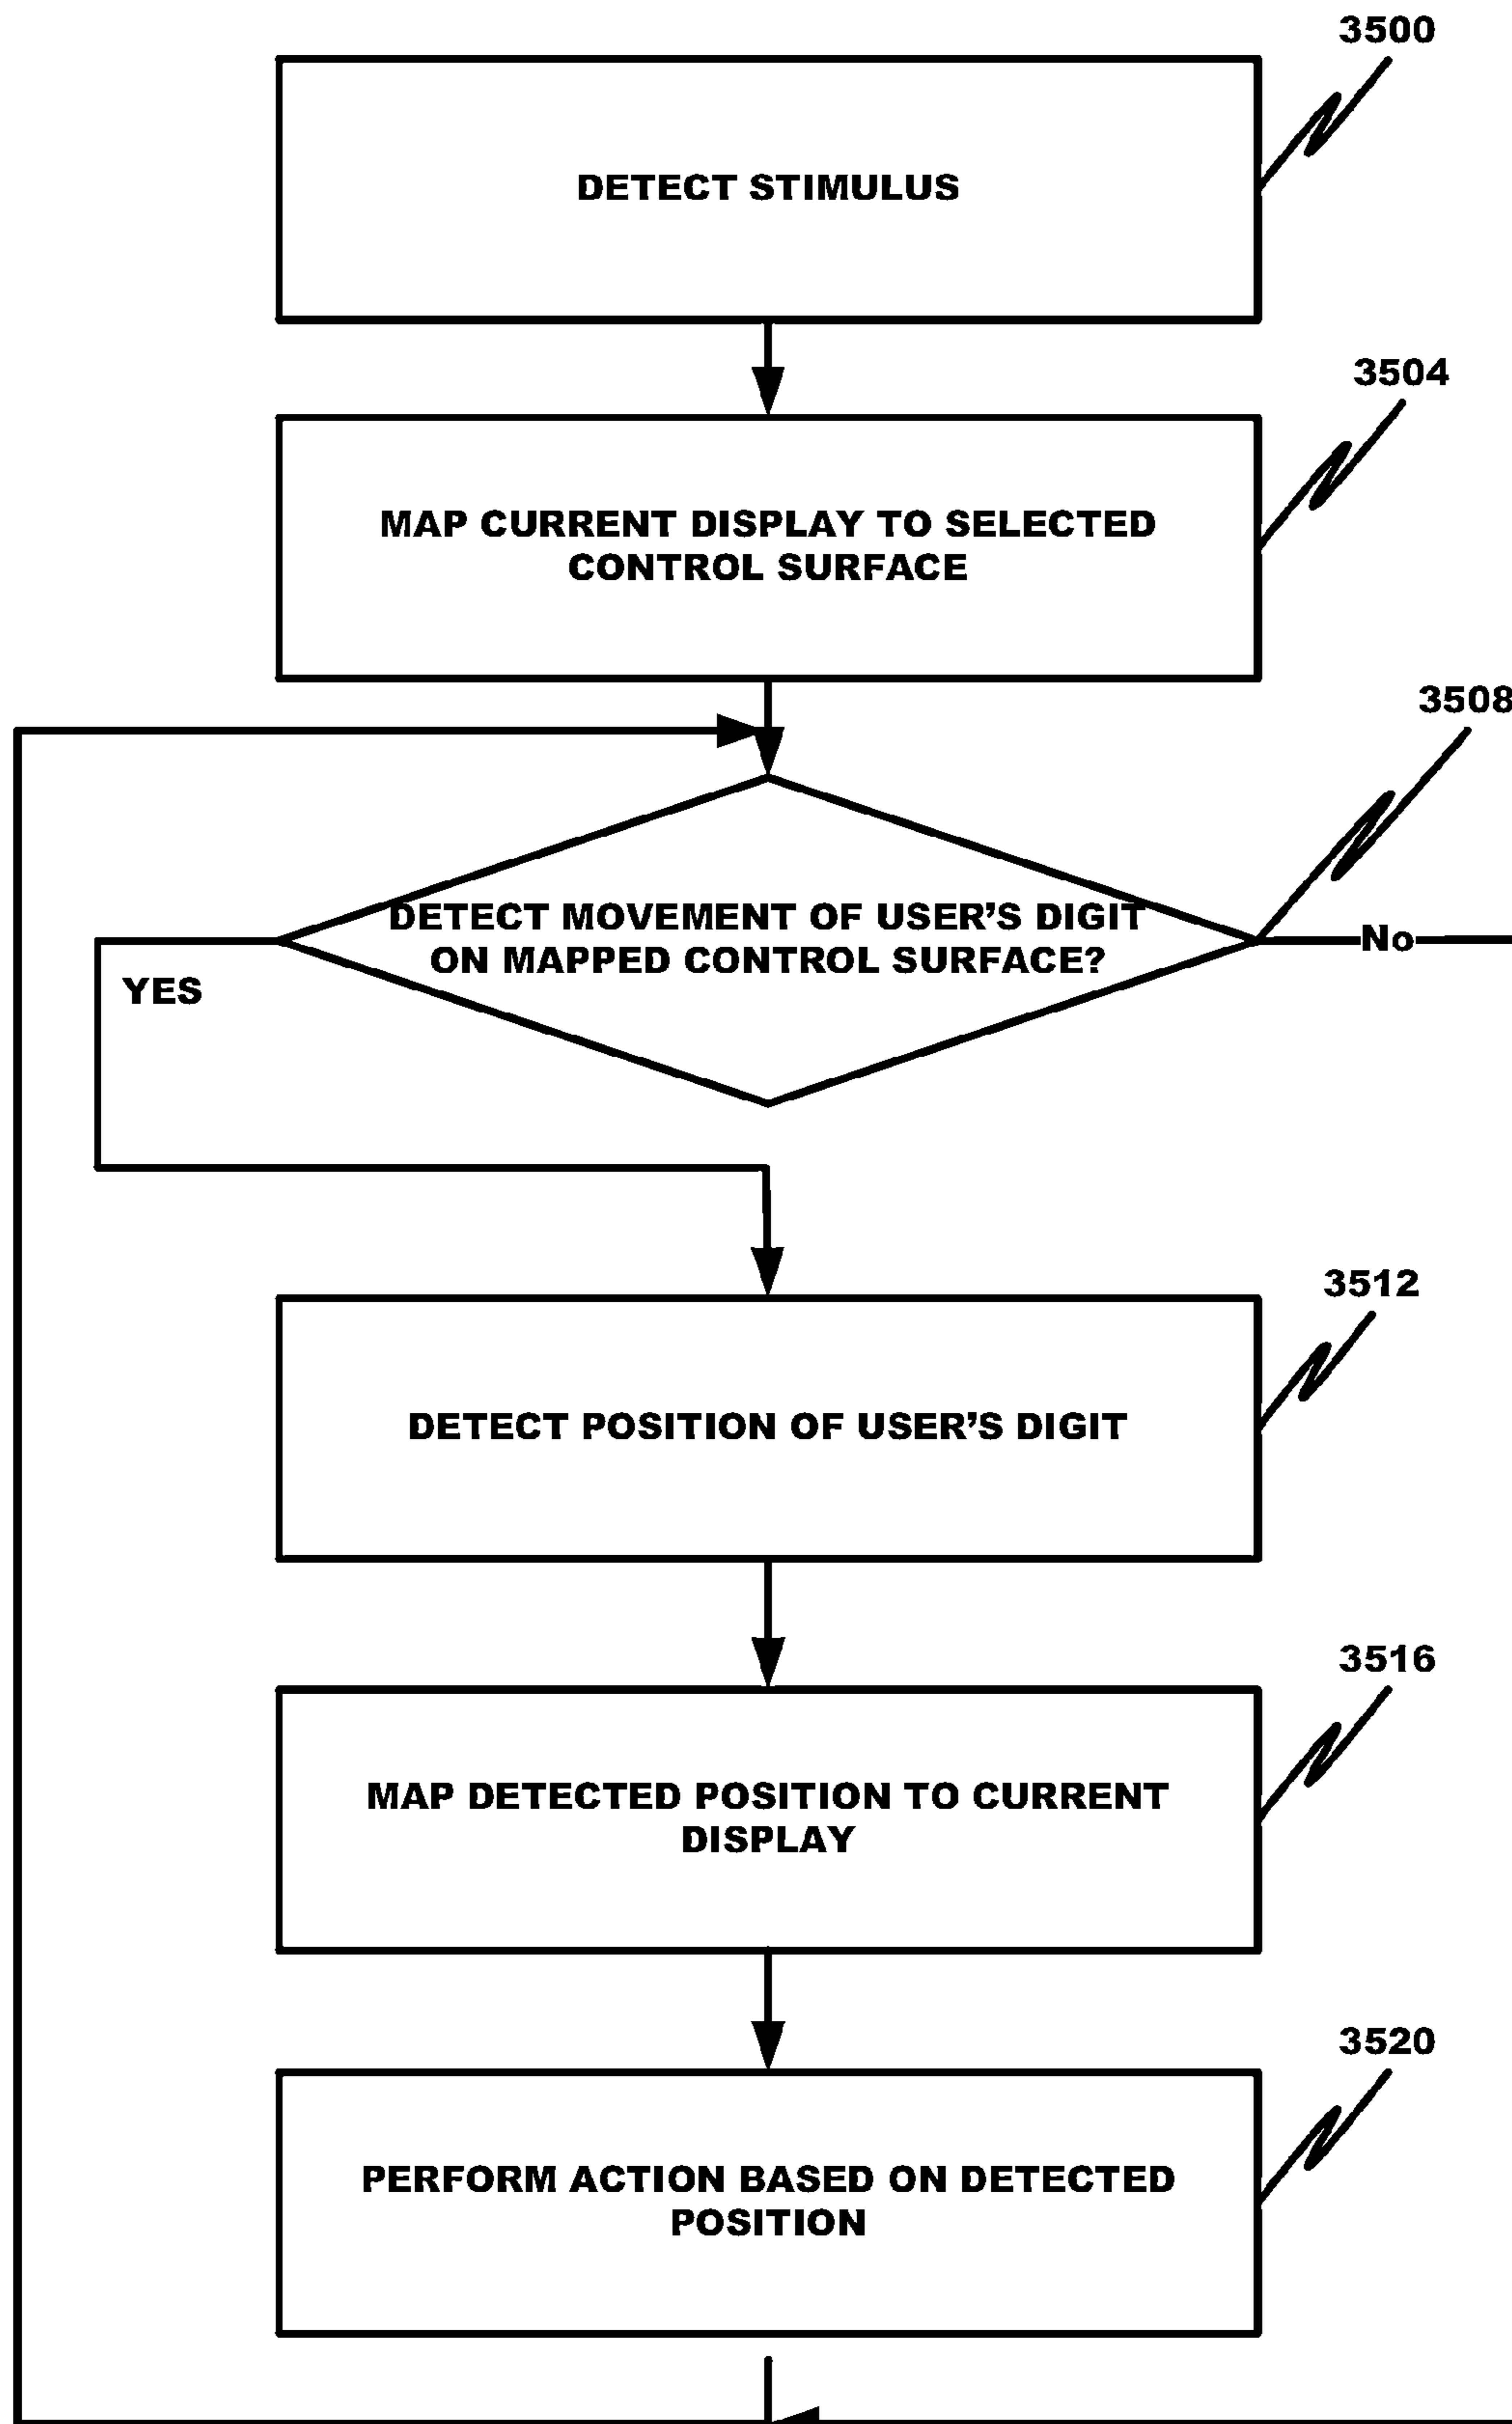 3500
DETECT STIMULUS
3504
MAP CURRENT DISPLAY TO SELECTED
CONTROL SURFACE
3508
DETECT MOVEMENT OF USER'S DIGIT
ON MAPPED CONTROL SURFACE?
No
YES
3512
DETECT POSITION OF USER'S DIGIT
3516
MAP DETECTED POSITION TO CURRENT
DISPLAY
3520
PERFORM ACTION BASED ON DETECTED
POSITION